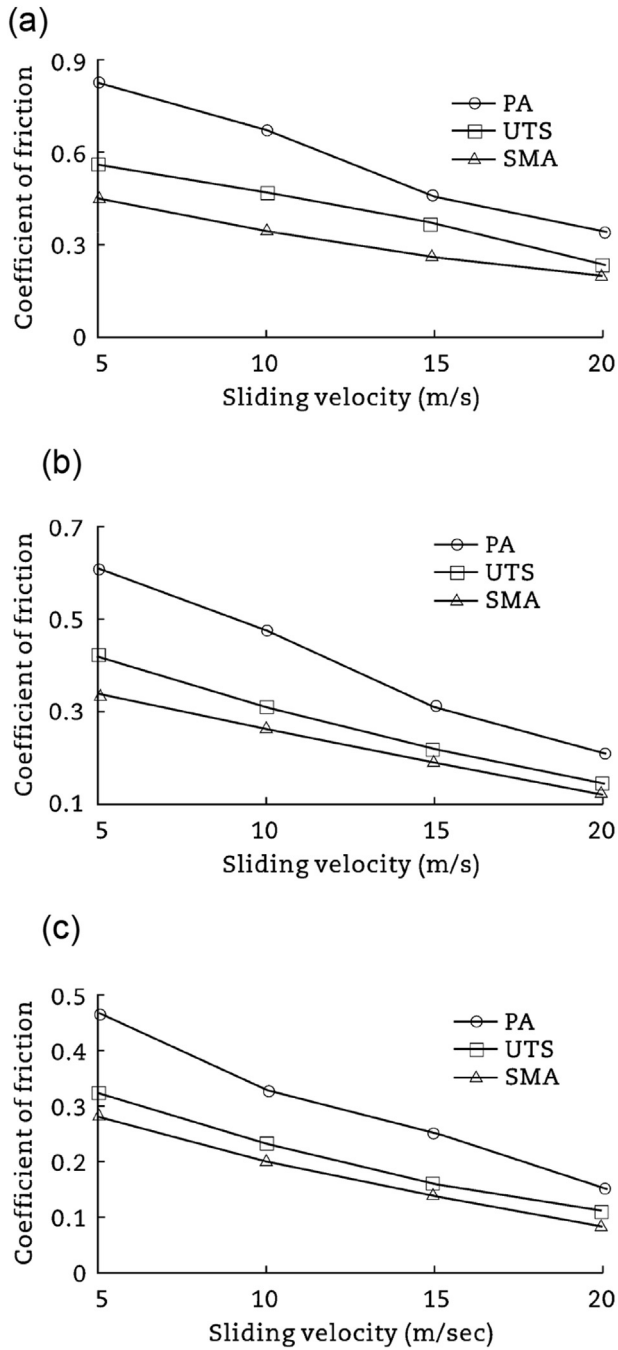 (a)
0.9
PA
UTS
SMA
0.6
0.3
0
Coefficient of friction
5 10 15 20
Sliding velocity (m/s)
(b)
0.7
PA
UTS
SMA
0.5
0.3
0.1
Coefficient of friction
5 10 15 20
Sliding velocity (m/s)
(c)
0.5
PA
UTS
SMA
0.4
0.3
0.2
0.1
0
Coefficient of friction
5 10 15 20
Sliding velocity (m/sec)